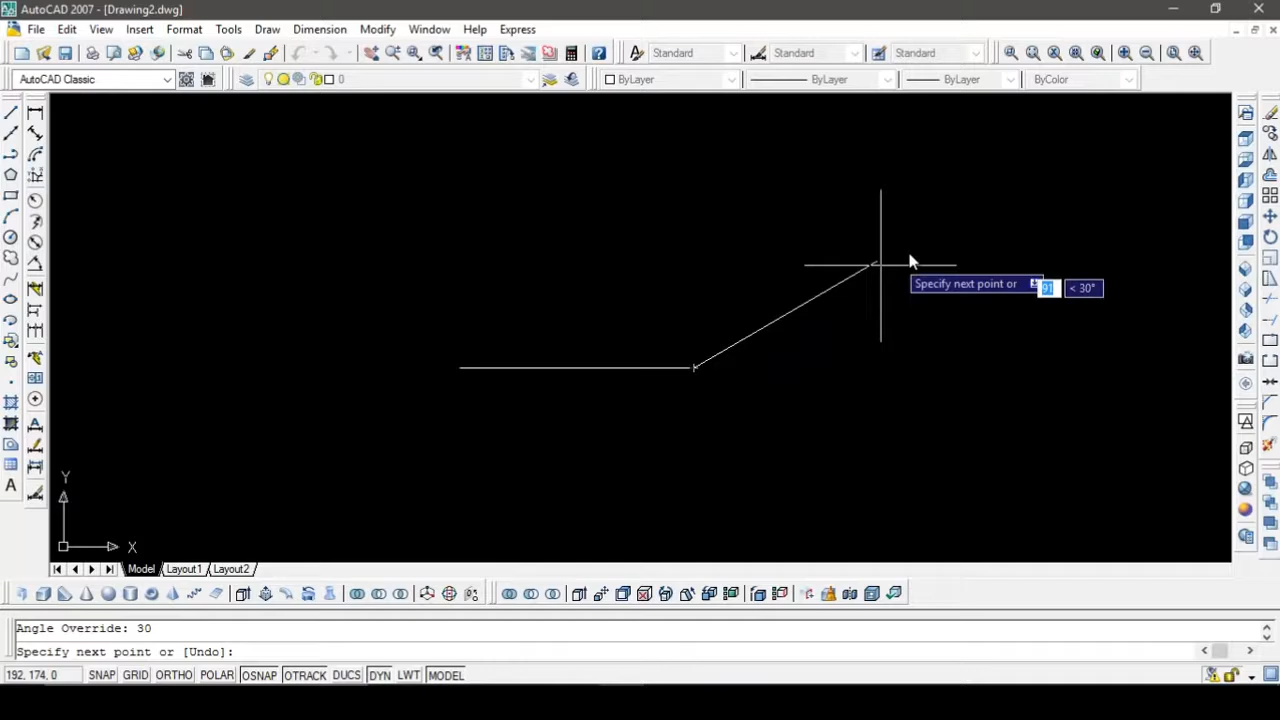 AutoCAD 2007 - [Drawing2.dwg]
File Edit View Insert Format Tools Draw Dimension Modify Window Help Express
Standard Standard Standard
AutoCAD Classic 0 ByLayer ByLayer ByLayer ByColor
Specify next point or 91 < 30°
Y
X
Model Layout1 Layout2
Angle Override: 30
Specify next point or [Undo]:
192, 174, 0 SNAP GRID ORTHO POLAR OSNAP OTRACK DUCS DYN LWT MODEL